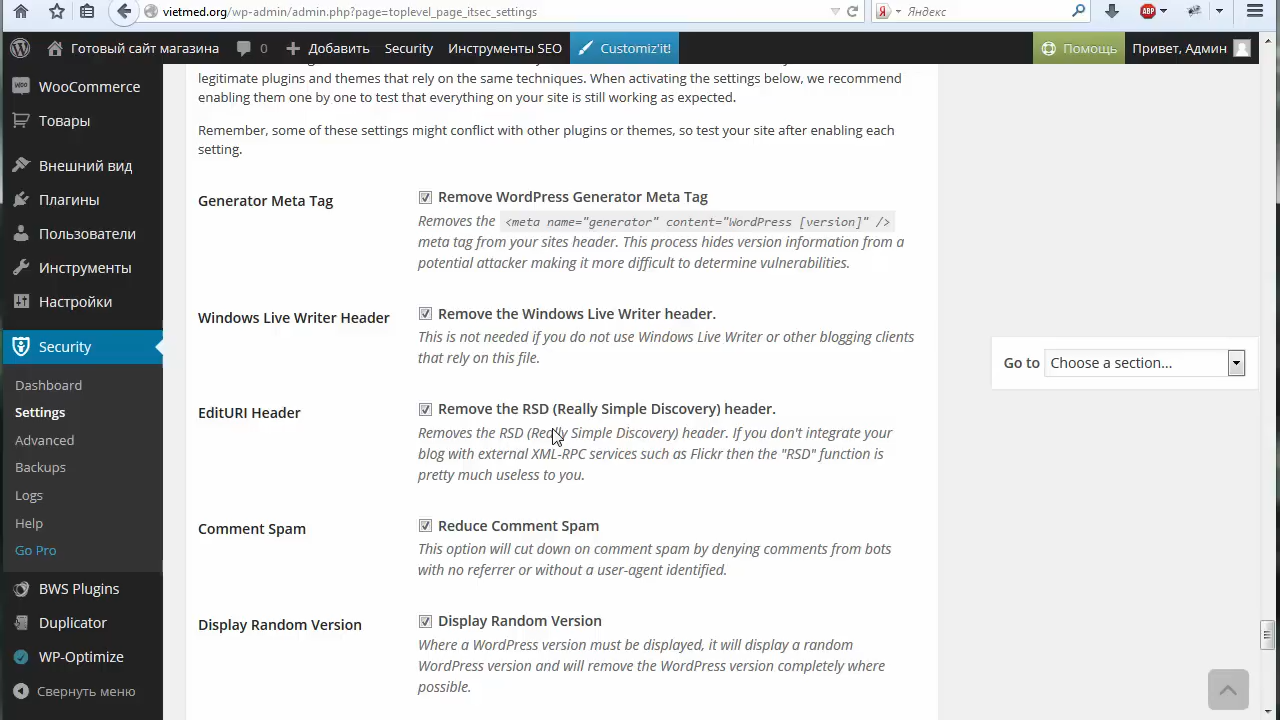 vietmed.org/wp-admin/admin.php?page=toplevel_page_itsec_settings
Яндекс
ABP
Готовый сайт магазина
0
Добавить
Security
Инструменты SEO
Customiz'it!
Помощь
Привет, Админ
WooCommerce
Товары
Внешний вид
Плагины
Пользователи
Инструменты
Настройки
Security
Dashboard
Settings
Advanced
Backups
Logs
Help
Go Pro
BWS Plugins
Duplicator
WP-Optimize
Свернуть меню
legitimate plugins and themes that rely on the same techniques. When activating the settings below, we recommend
enabling them one by one to test that everything on your site is still working as expected.
Remember, some of these settings might conflict with other plugins or themes, so test your site after enabling each
setting.
Generator Meta Tag
Remove WordPress Generator Meta Tag
Removes the <meta name="generator" content="WordPress [version]" />
meta tag from your sites header. This process hides version information from a
potential attacker making it more difficult to determine vulnerabilities.
Windows Live Writer Header
Remove the Windows Live Writer header.
This is not needed if you do not use Windows Live Writer or other blogging clients
that rely on this file.
EditURI Header
Remove the RSD (Really Simple Discovery) header.
Removes the RSD (Really Simple Discovery) header. If you don't integrate your
blog with external XML-RPC services such as Flickr then the "RSD" function is
pretty much useless to you.
Comment Spam
Reduce Comment Spam
This option will cut down on comment spam by denying comments from bots
with no referrer or without a user-agent identified.
Display Random Version
Display Random Version
Where a WordPress version must be displayed, it will display a random
WordPress version and will remove the WordPress version completely where
possible.
Go to
Choose a section...